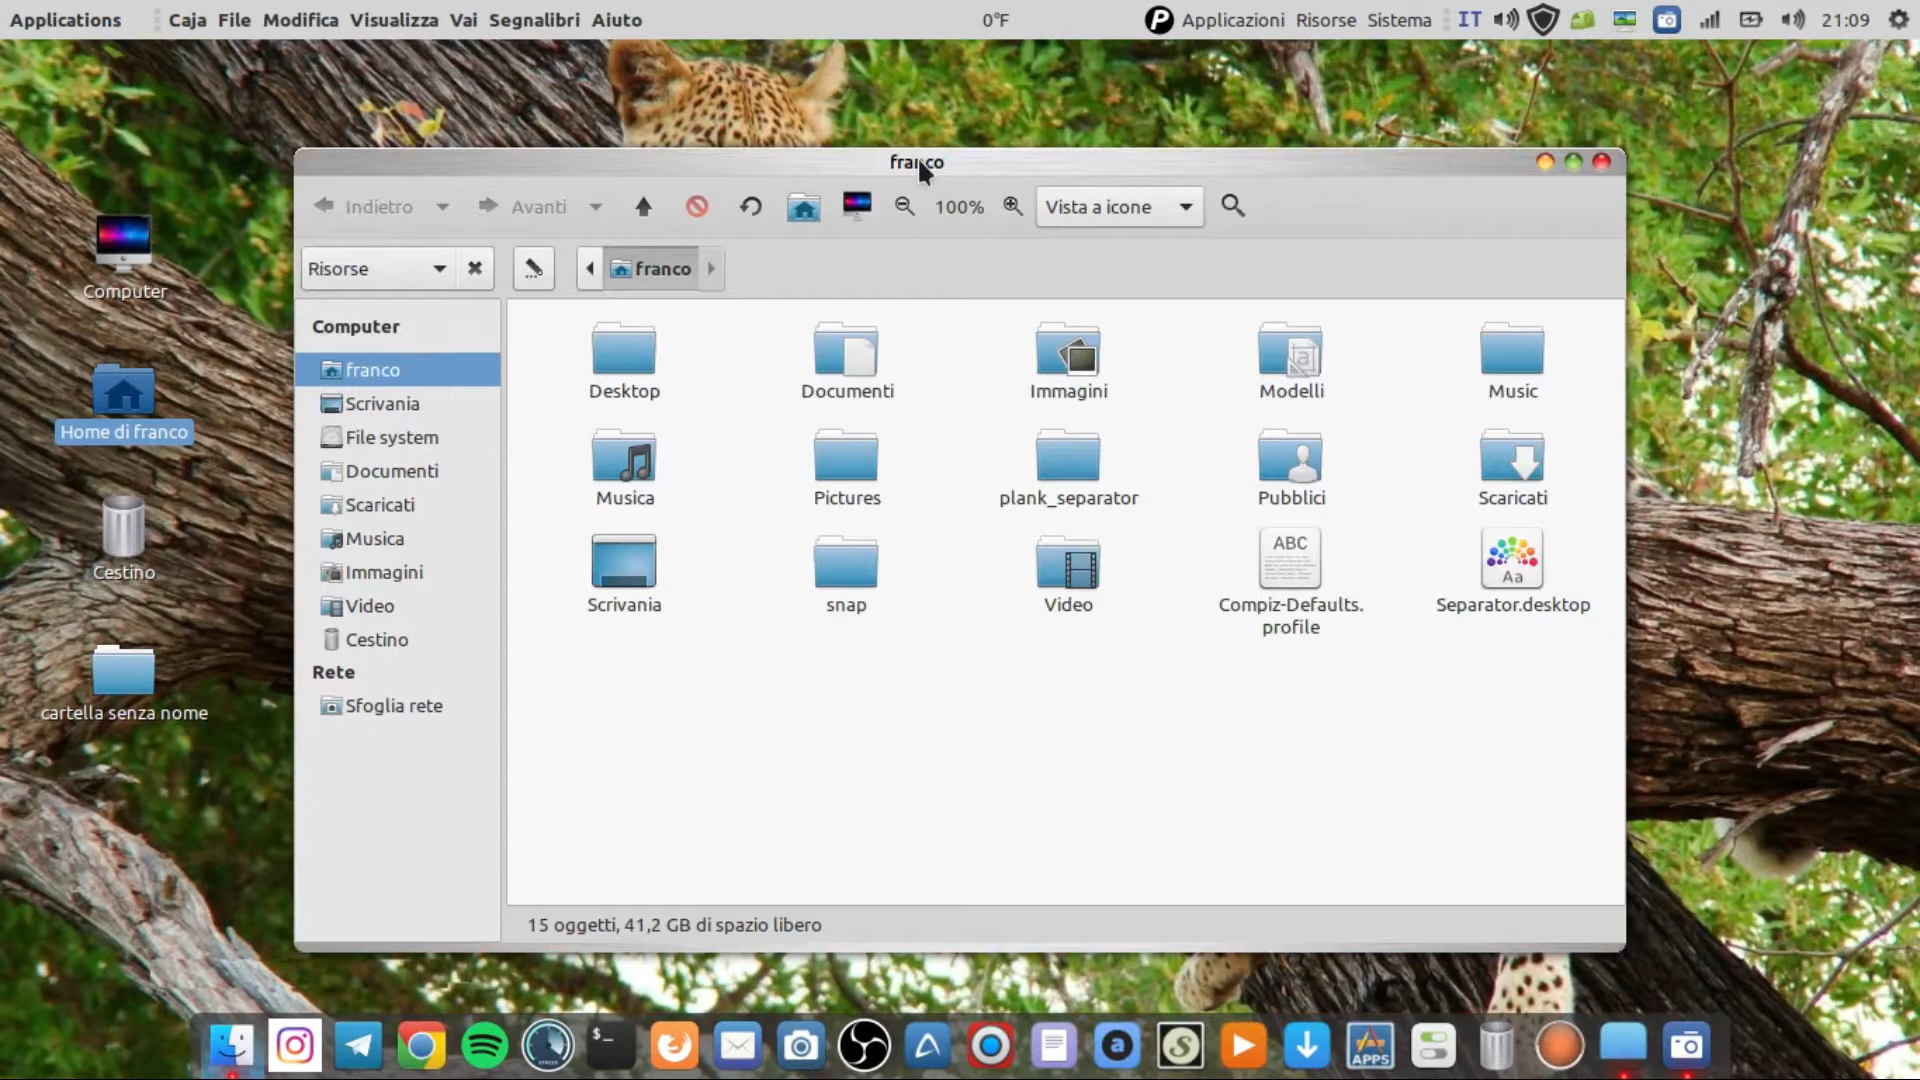 Applications Caja File Modifica Visualizza Vai Segnalibri Aiuto 0°F Applicazioni Risorse Sistema IT 21:09
franco
Indietro Avanti 100% Vista a icone
Risorse franco
Computer
franco
Scrivania
File system
Documenti
Scaricati
Musica
Immagini
Video
Cestino
Rete
Sfoglia rete
Desktop Documenti Immagini Modelli Music
Musica Pictures plank_separator Pubblici Scaricati
ABC
Aa
Scrivania snap Video Compiz-Defaults. Separator.desktop
profile
15 oggetti, 41,2 GB di spazio libero
Computer
Home di franco
Cestino
cartella senza nome
$_
a
S
APPS